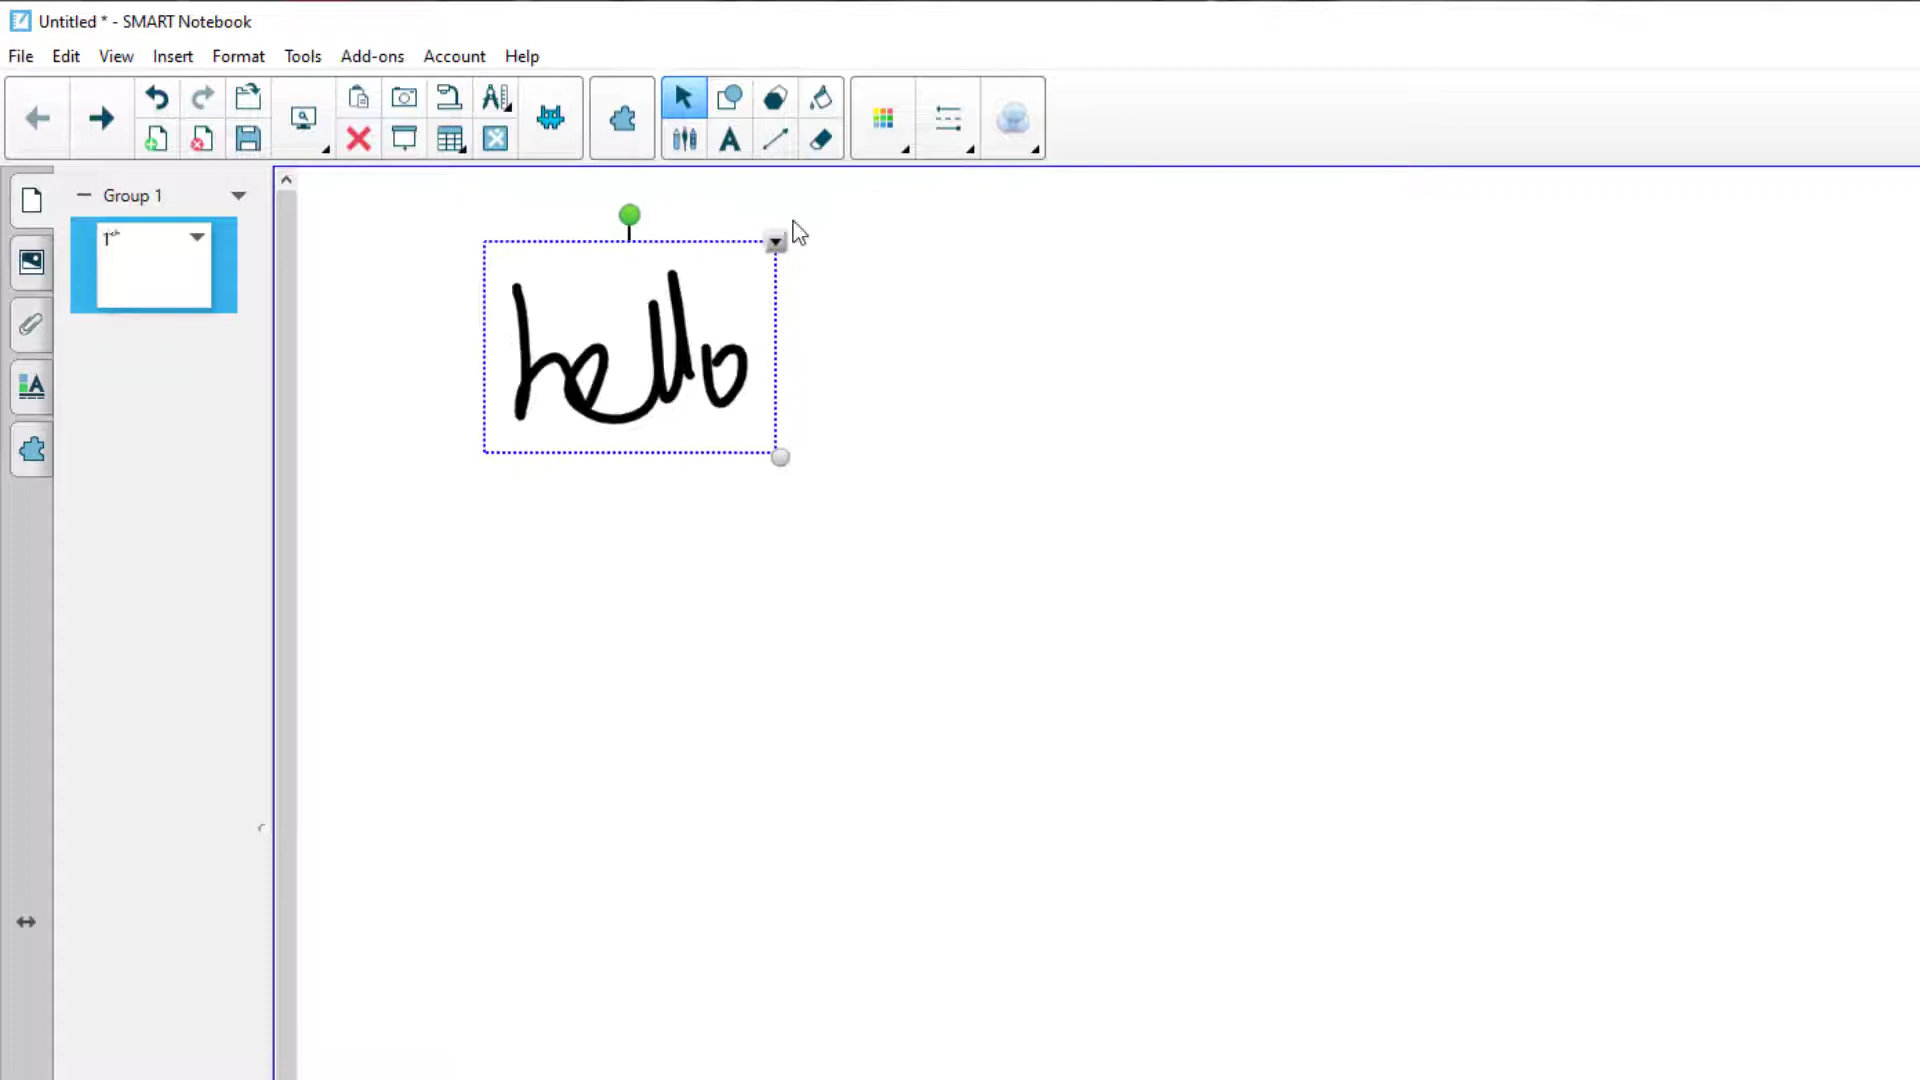 Untitled * - SMART Notebook
File Edit View Insert Format Tools Add-ons Account Help
Group 1
1
hello